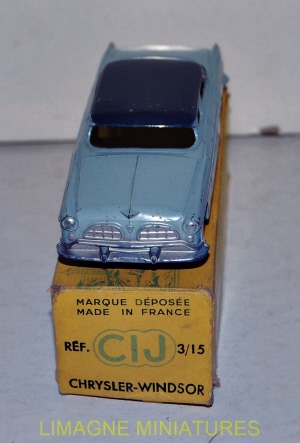 MARQUE DÉPOSÉE
MADE IN FRANCE
RÉF. CIJ 3/15
CHRYSLER-WINDSOR
LIMAGNE MINIATURES